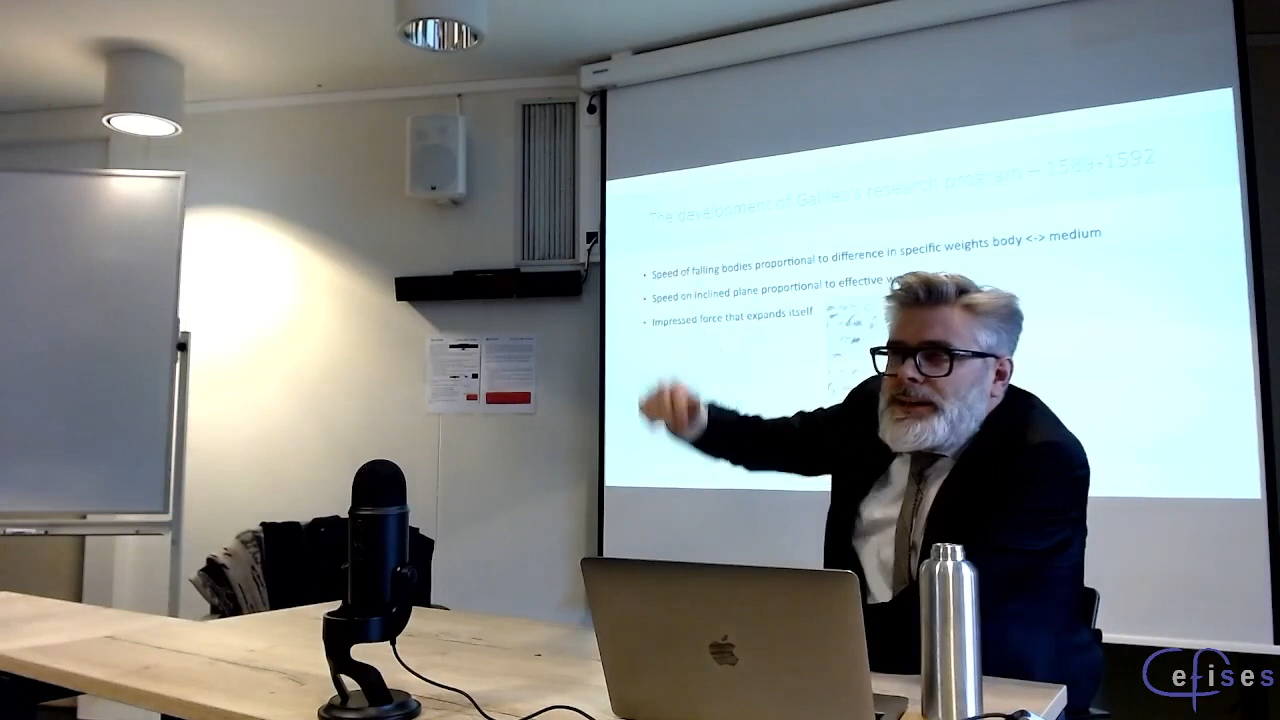 The development of Galileo's research program – 1589-1592
• Speed of falling bodies proportional to difference in specific weights body <-> medium
• Speed on inclined plane proportional to effective
• Impressed force that expands itself
Cefises